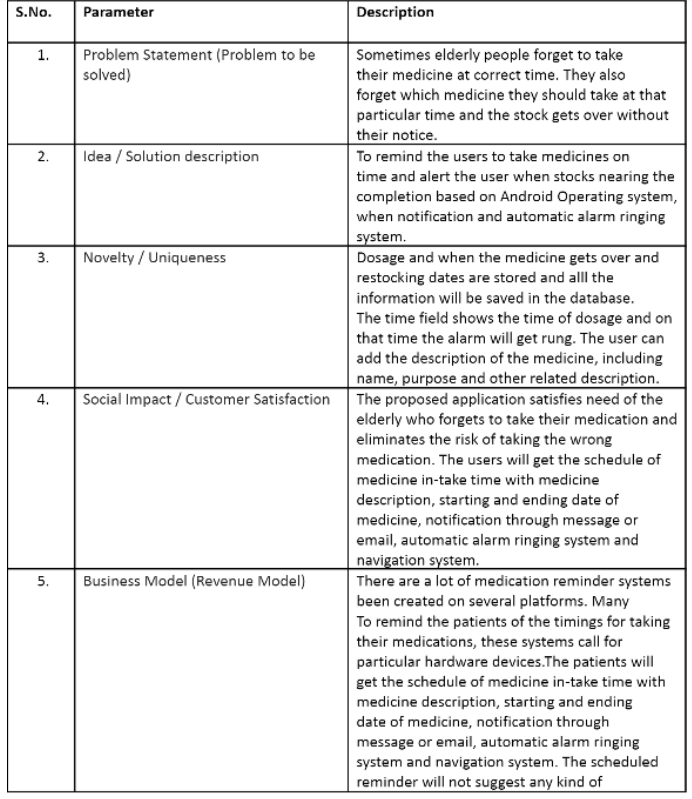 S.No. Parameter Description
1. Problem Statement (Problem to be Sometimes elderly people forget to take
solved) their medicine at correct time. They also
forget which medicine they should take at that
particular time and the stock gets over without
their notice.
2. Idea / Solution description To remind the users to take medicines on
time and alert the user when stocks nearing the
completion based on Android Operating system,
when notification and automatic alarm ringing
system.
3. Novelty / Uniqueness Dosage and when the medicine gets over and
restocking dates are stored and alll the
information will be saved in the database.
The time field shows the time of dosage and on
that time the alarm will get rung. The user can
add the description of the medicine, including
name, purpose and other related description.
4. Social Impact / Customer Satisfaction The proposed application satisfies need of the
elderly who forgets to take their medication and
eliminates the risk of taking the wrong
medication. The users will get the schedule of
medicine in-take time with medicine
description, starting and ending date of
medicine, notification through message or
email, automatic alarm ringing system and
navigation system.
5. Business Model (Revenue Model) There are a lot of medication reminder systems
been created on several platforms. Many
To remind the patients of the timings for taking
their medications, these systems call for
particular hardware devices.The patients will
get the schedule of medicine in-take time with
medicine description, starting and ending
date of medicine, notification through
message or email, automatic alarm ringing
system and navigation system. The scheduled
reminder will not suggest any kind of